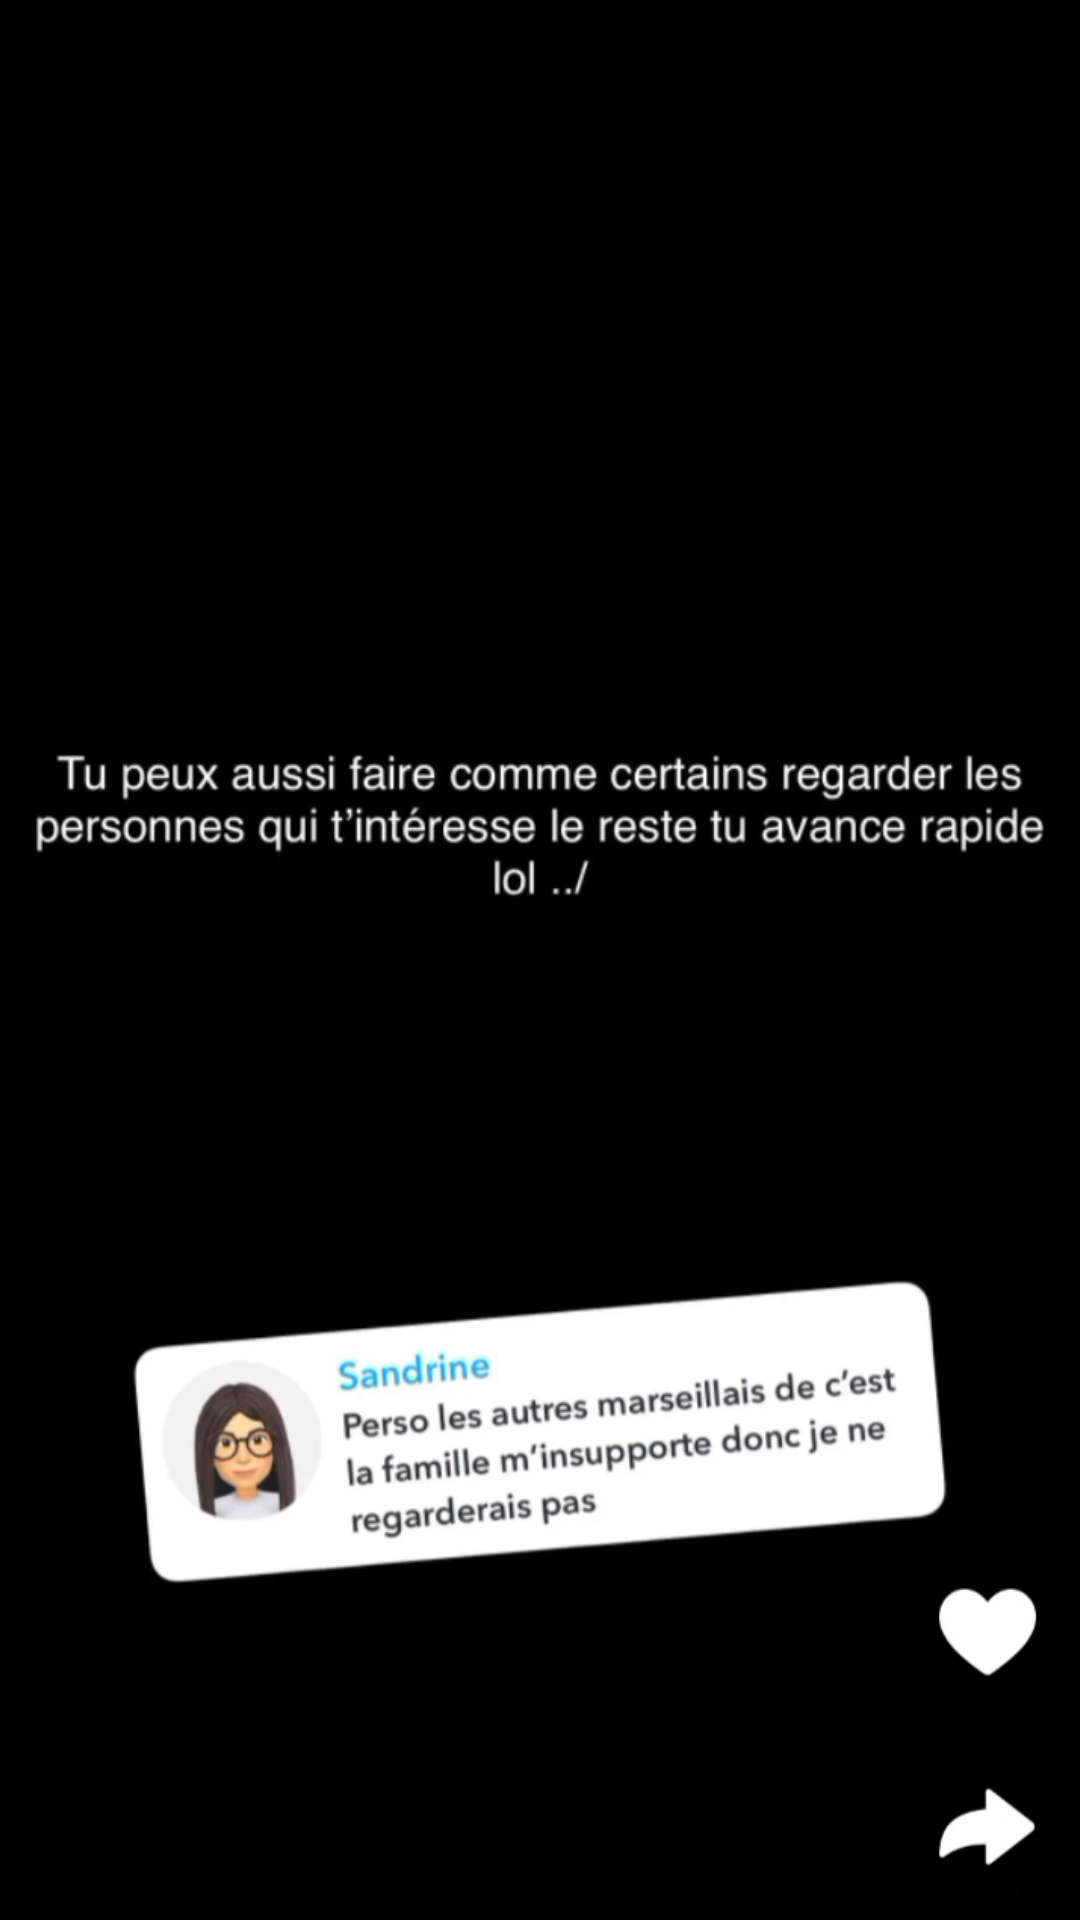 Tu peux aussi faire comme certains regarder les
personnes qui t’intéresse le reste tu avance rapide
lol ../
Sandrine
Perso les autres marseillais de c’est
la famille m’insupporte donc je ne
regarderais pas